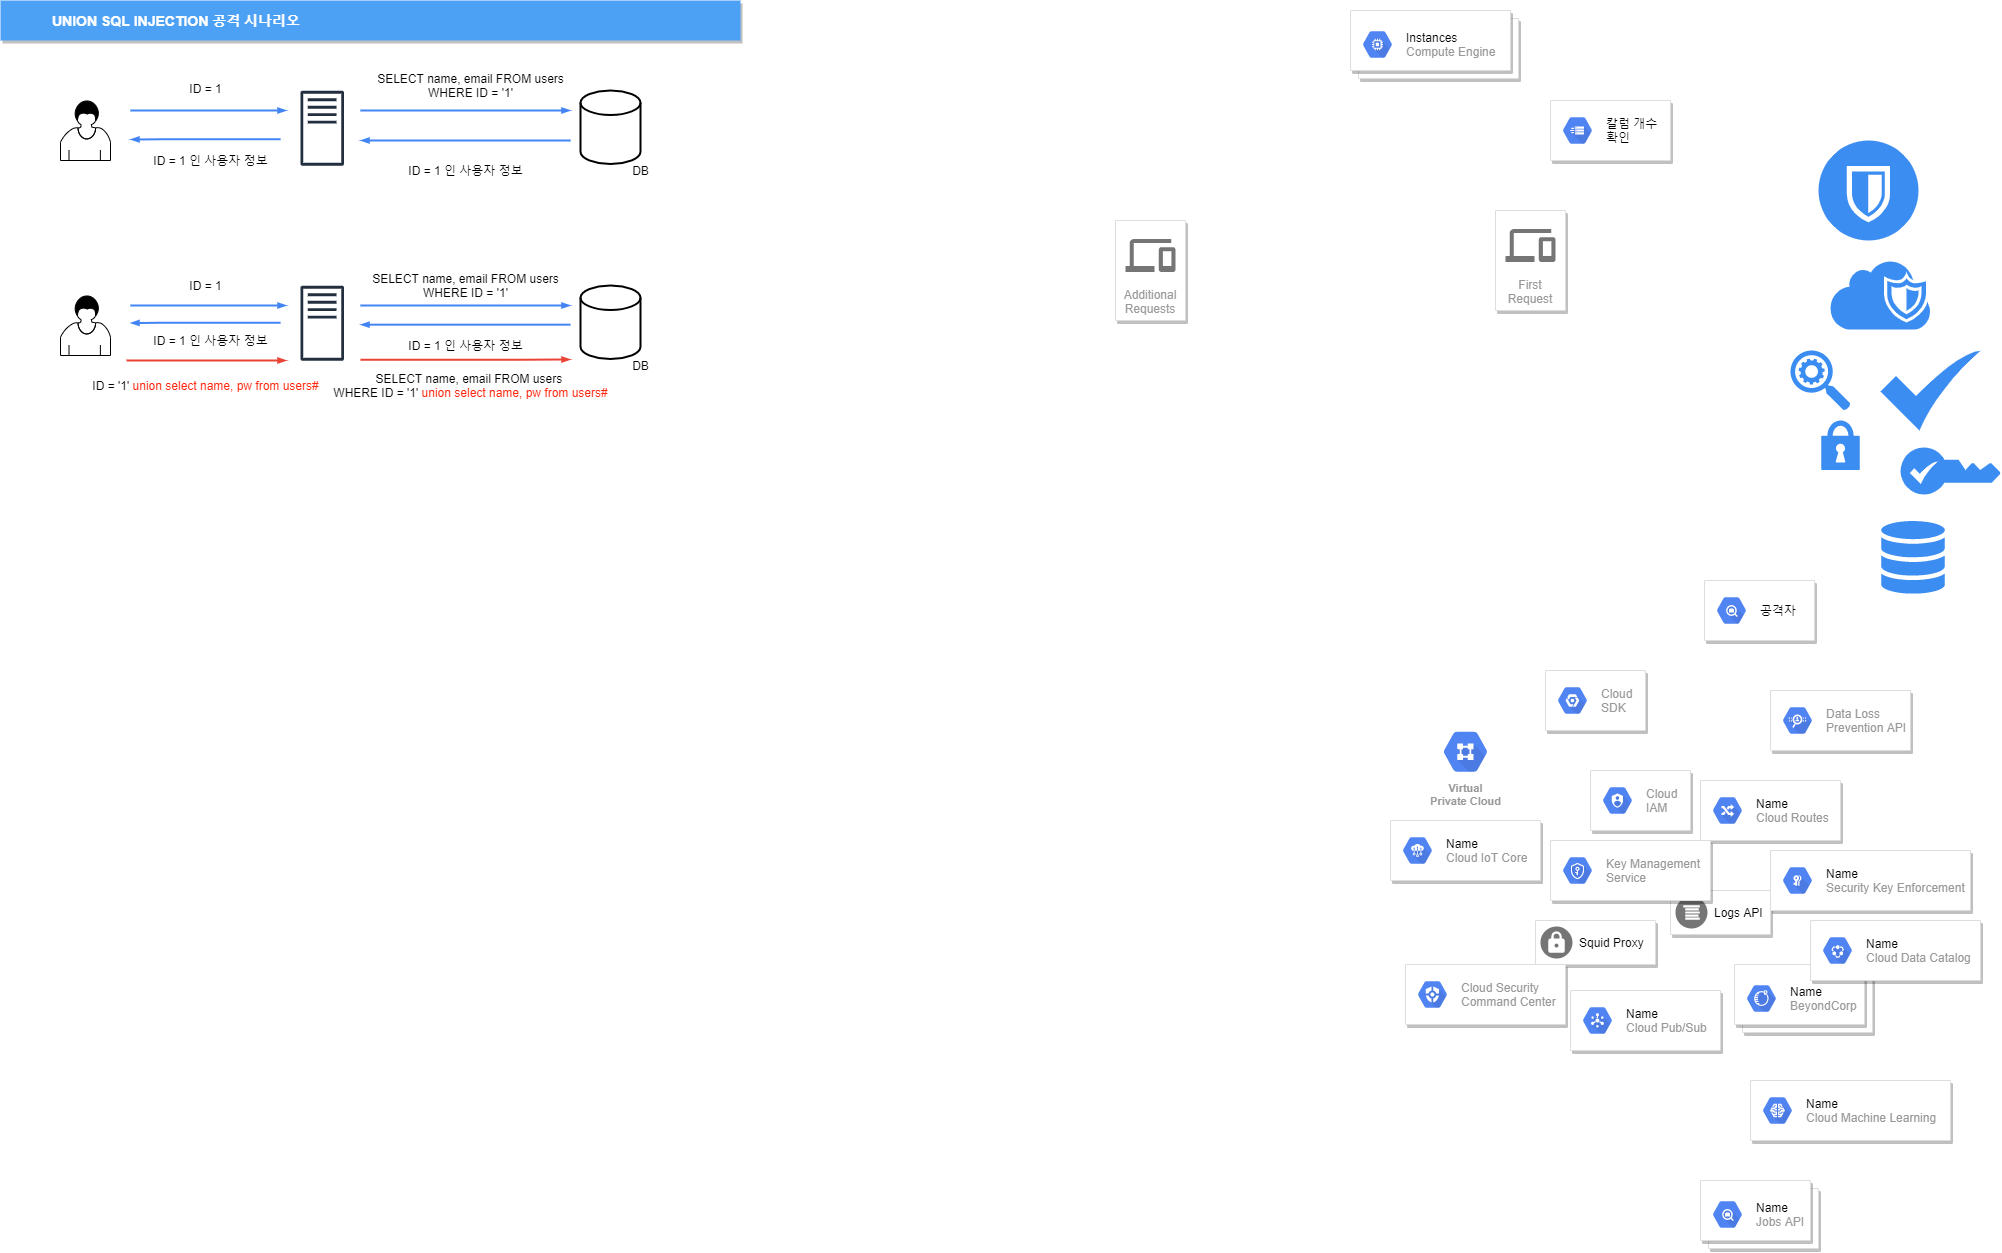 UNION SQL INJECTION 공격 시나리오
ID = 1
SELECT name, email FROM users
WHERE ID = '1'
ID = 1 인 사용자 정보
ID = 1 인 사용자 정보
DB
ID = 1
SELECT name, email FROM users
WHERE ID = '1'
ID = 1 인 사용자 정보
ID = 1 인 사용자 정보
DB
ID = '1' union select name, pw from users#
SELECT name, email FROM users
WHERE ID = '1' union select name, pw from users#
Instances
Compute Engine
칼럼 개수
확인
Additional
Requests
First
Request
공격자
Cloud
SDK
Data Loss
Prevention API
Virtual
Private Cloud
Cloud
IAM
Name
Cloud Routes
Name
Cloud IoT Core
Key Management
Service
Name
Security Key Enforcement
Logs API
Squid Proxy
Name
Cloud Data Catalog
Cloud Security
Command Center
Name
Cloud Pub/Sub
Name
BeyondCorp
Name
Cloud Machine Learning
Name
Jobs API